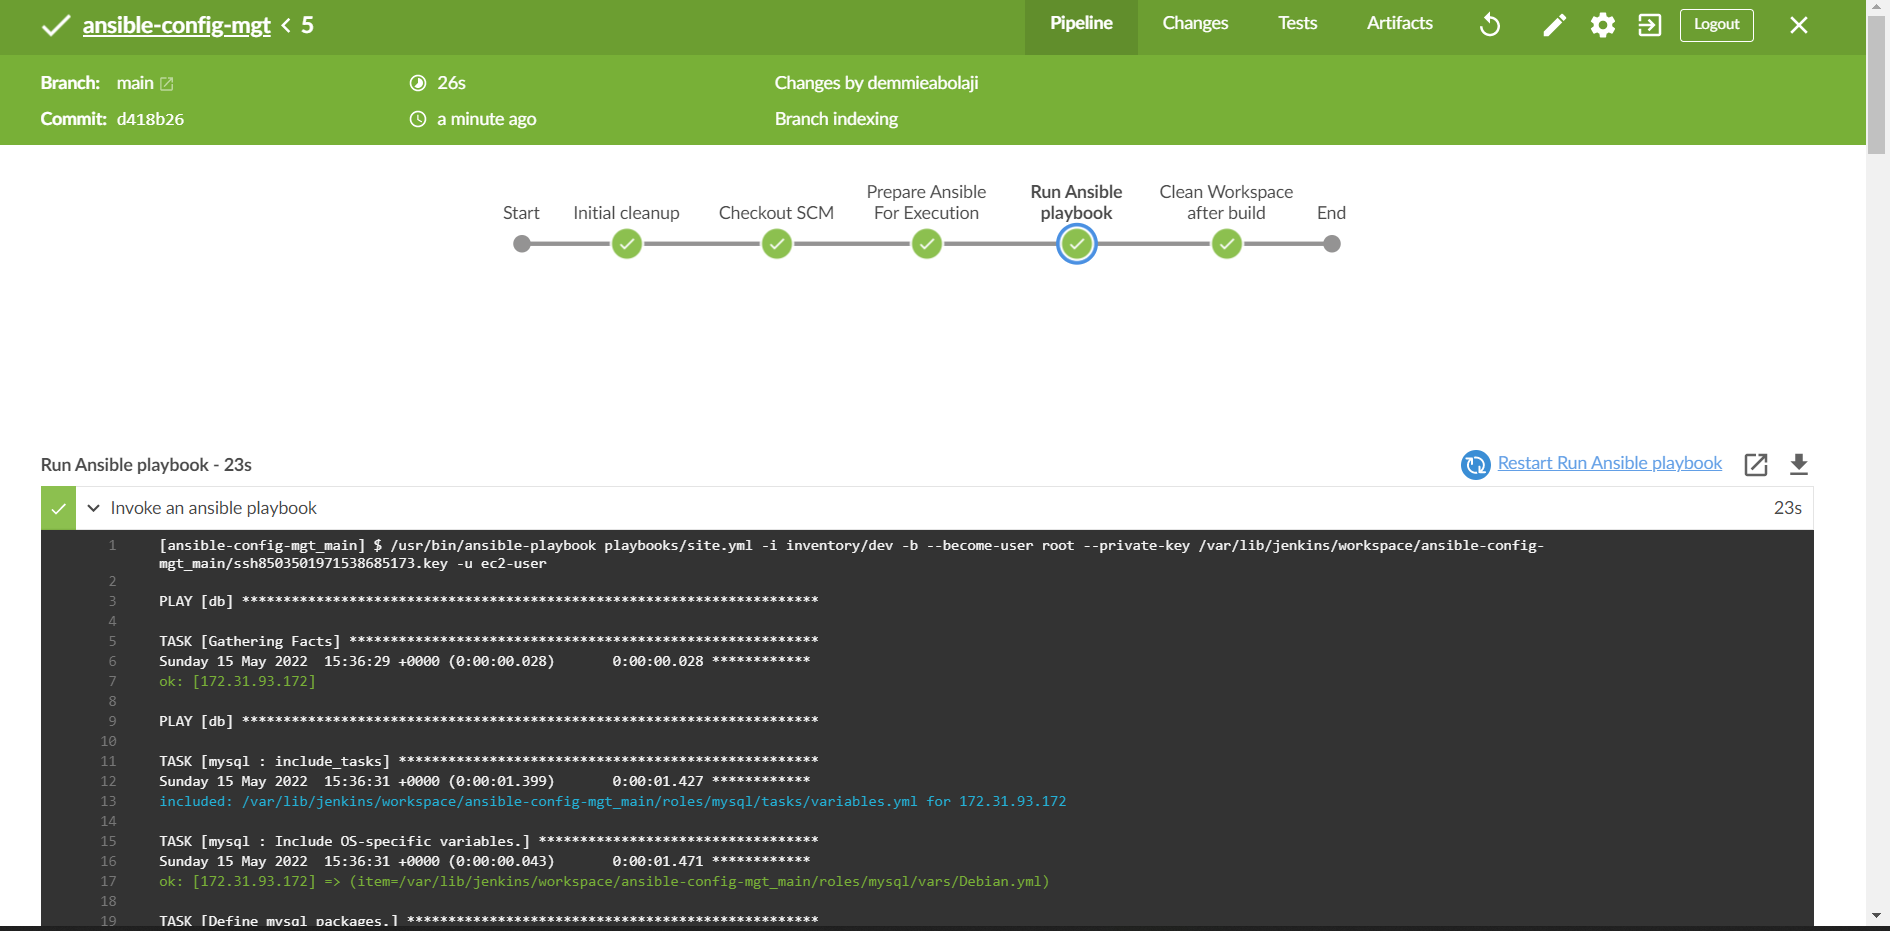 ansible-config-mgt < 5
Pipeline Changes Tests Artifacts Logout
Branch: main 26s Changes by demmieabolaji
Commit: d418b26 a minute ago Branch indexing
Start Initial cleanup Checkout SCM Prepare Ansible For Execution Run Ansible playbook Clean Workspace after build End
Run Ansible playbook - 23s Restart Run Ansible playbook
Invoke an ansible playbook 23s
1 [ansible-config-mgt_main] $ /usr/bin/ansible-playbook playbooks/site.yml -i inventory/dev -b --become-user root --private-key /var/lib/jenkins/workspace/ansible-config-
mgt_main/ssh8503501971538685173.key -u ec2-user
2
3 PLAY [db] **********************************************************************
4
5 TASK [Gathering Facts] *********************************************************
6 Sunday 15 May 2022  15:36:29 +0000 (0:00:00.028)       0:00:00.028 ************
7 ok: [172.31.93.172]
8
9 PLAY [db] **********************************************************************
10
11 TASK [mysql : include_tasks] ***************************************************
12 Sunday 15 May 2022  15:36:31 +0000 (0:00:01.399)       0:00:01.427 ************
13 included: /var/lib/jenkins/workspace/ansible-config-mgt_main/roles/mysql/tasks/variables.yml for 172.31.93.172
14
15 TASK [mysql : Include OS-specific variables.] **********************************
16 Sunday 15 May 2022  15:36:31 +0000 (0:00:00.043)       0:00:01.471 ************
17 ok: [172.31.93.172] => (item=/var/lib/jenkins/workspace/ansible-config-mgt_main/roles/mysql/vars/Debian.yml)
18
19 TASK [Define mysql packages.] **************************************************